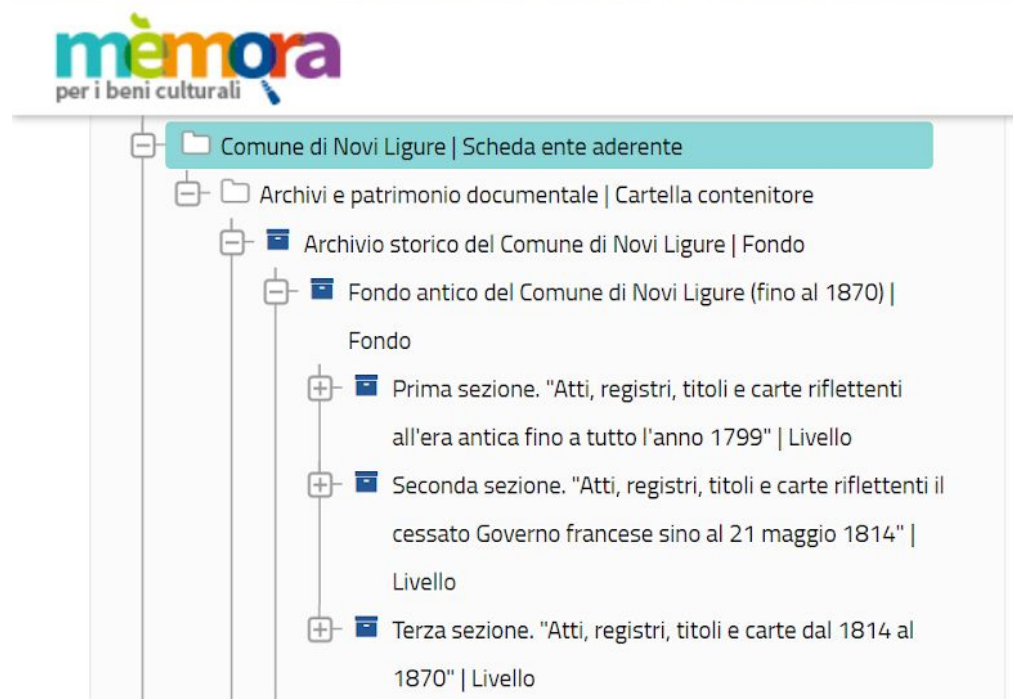 mèmora
per i beni culturali
Comune di Novi Ligure | Scheda ente aderente
Archivi e patrimonio documentale | Cartella contenitore
Archivio storico del Comune di Novi Ligure | Fondo
Fondo antico del Comune di Novi Ligure (fino al 1870) |
Fondo
Prima sezione. "Atti, registri, titoli e carte riflettenti
all'era antica fino a tutto l'anno 1799" | Livello
Seconda sezione. "Atti, registri, titoli e carte riflettenti il
cessato Governo francese sino al 21 maggio 1814" |
Livello
Terza sezione. "Atti, registri, titoli e carte dal 1814 al
1870" | Livello